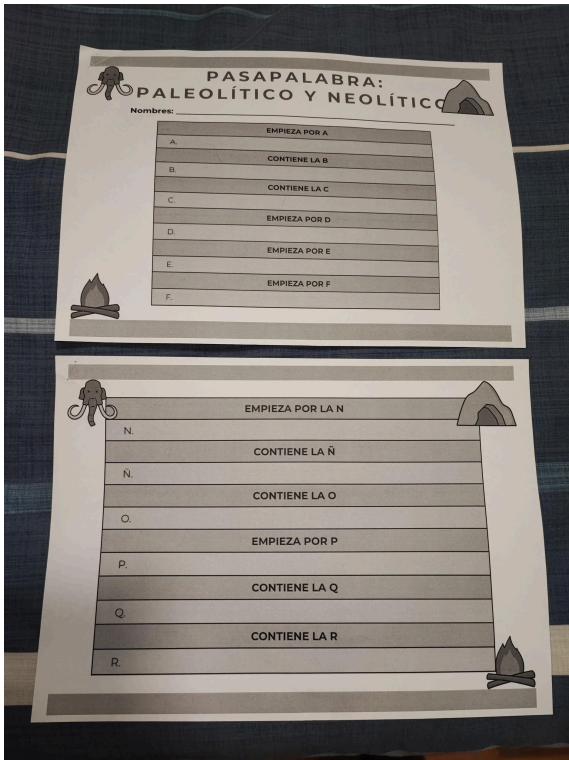 PASAPALABRA:
PALEOLÍTICO Y NEOLÍTICO
Nombres:
EMPIEZA POR A
A.
CONTIENE LA B
B.
CONTIENE LA C
C.
EMPIEZA POR D
D.
EMPIEZA POR E
E.
EMPIEZA POR F
F.
EMPIEZA POR LA N
N.
CONTIENE LA Ñ
Ñ.
CONTIENE LA O
O.
EMPIEZA POR P
P.
CONTIENE LA Q
Q.
CONTIENE LA R
R.